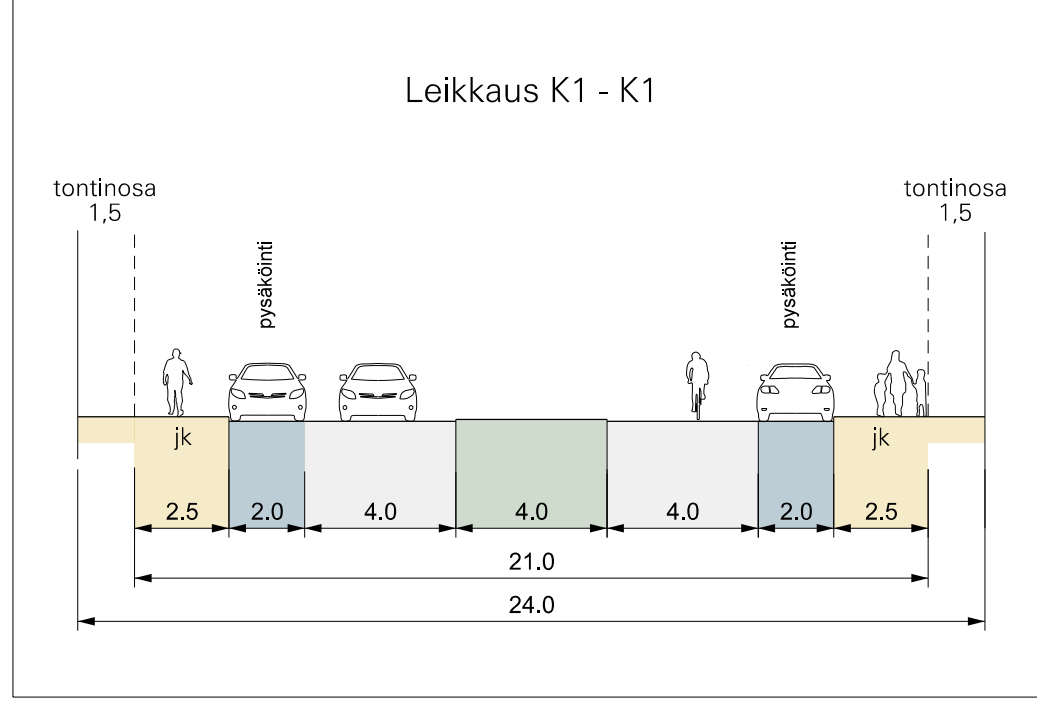 Leikkaus K1 - K1
tontinosa
1,5
tontinosa
1,5
pysäköinti
pysäköinti
jk
jk
2.5
2.0
4.0
4.0
4.0
2.0
2.5
21.0
24.0